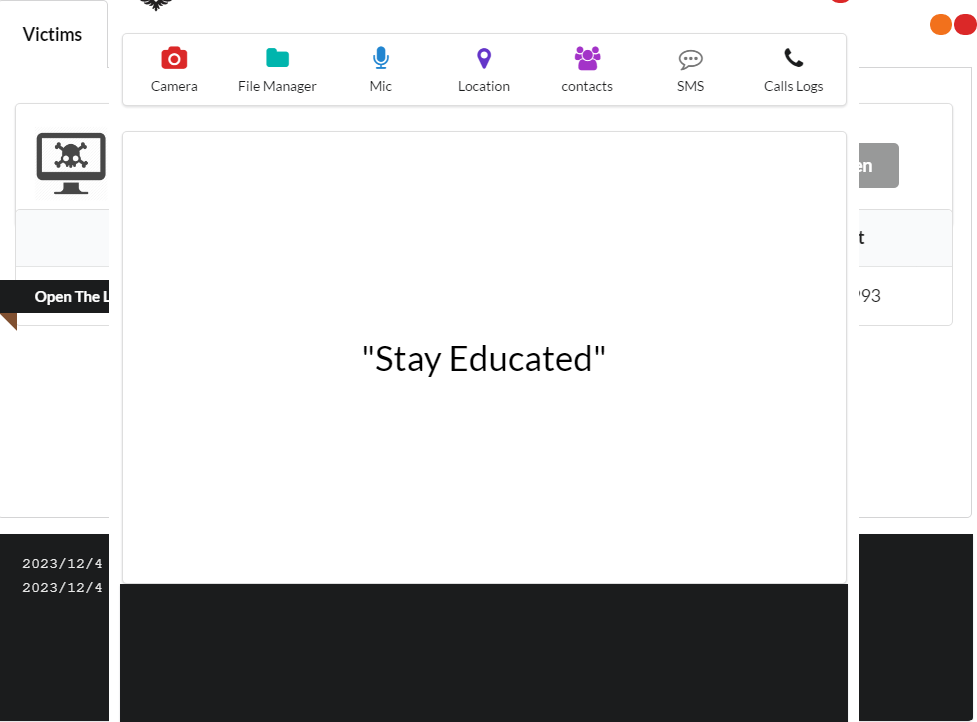 Victims
Camera
File Manager
Mic
Location
contacts
SMS
Calls Logs
en
t
"Stay Educated"
Open The L
93
2023/12/4
2023/12/4